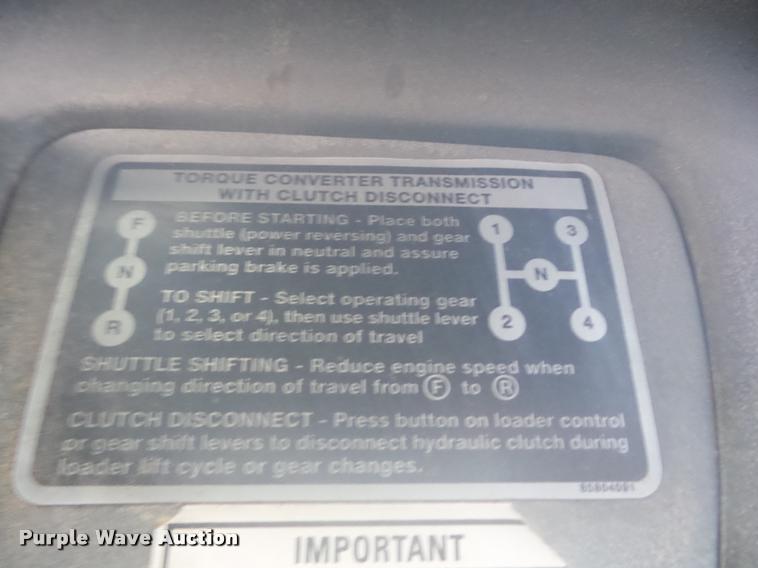 TORQUE CONVERTER TRANSMISSION
WITH CLUTCH DISCONNECT
F
N
R
BEFORE STARTING - Place both
shuttle (power reversing) and gear
shift lever in neutral and assure
parking brake is applied.
TO SHIFT - Select operating gear
(1, 2, 3, or 4), then use shuttle lever
to select direction of travel
1 3
N
2 4
SHUTTLE SHIFTING - Reduce engine speed when
changing direction of travel from F to R
CLUTCH DISCONNECT - Press button on loader control
or gear shift levers to disconnect hydraulic clutch during
loader lift cycle or gear changes.
IMPORTANT
Purple Wave Auction